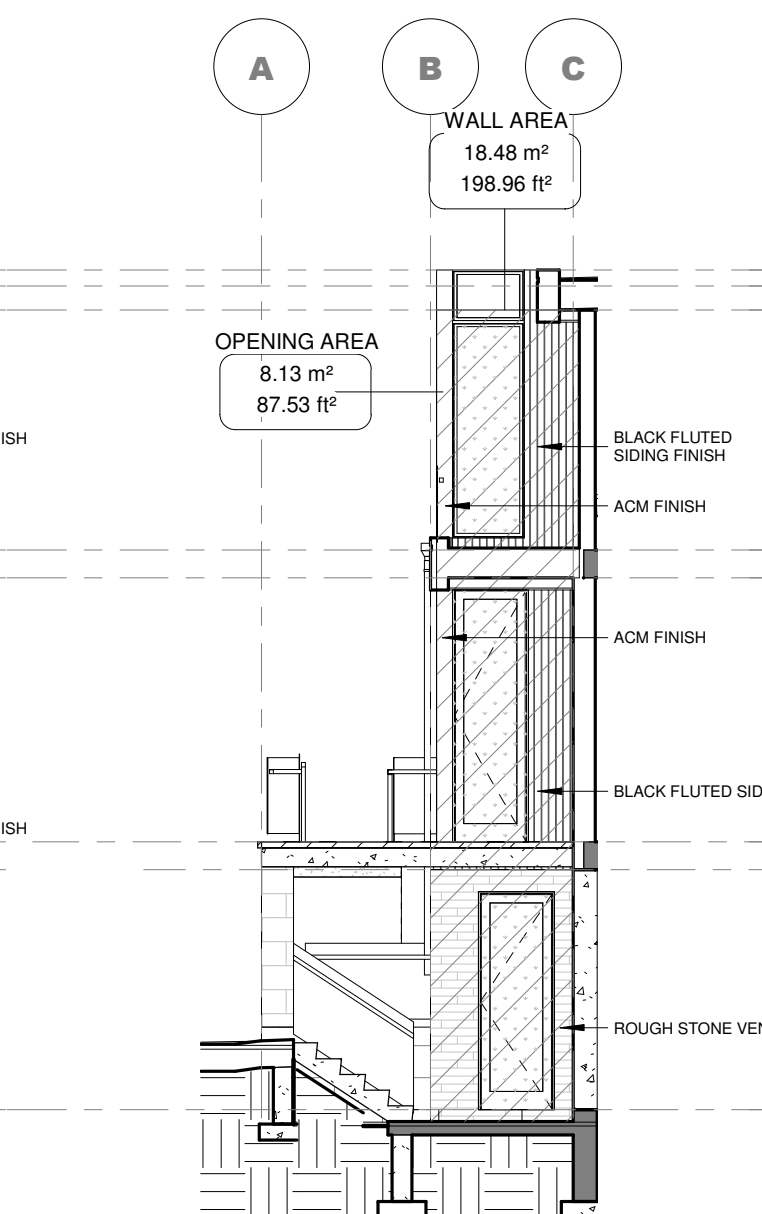 A
B
C
WALL AREA
18.48 m²
198.96 ft²
OPENING AREA
8.13 m²
87.53 ft²
ISH
BLACK FLUTED
SIDING FINISH
ACM FINISH
ACM FINISH
BLACK FLUTED SID
ISH
ROUGH STONE VEN